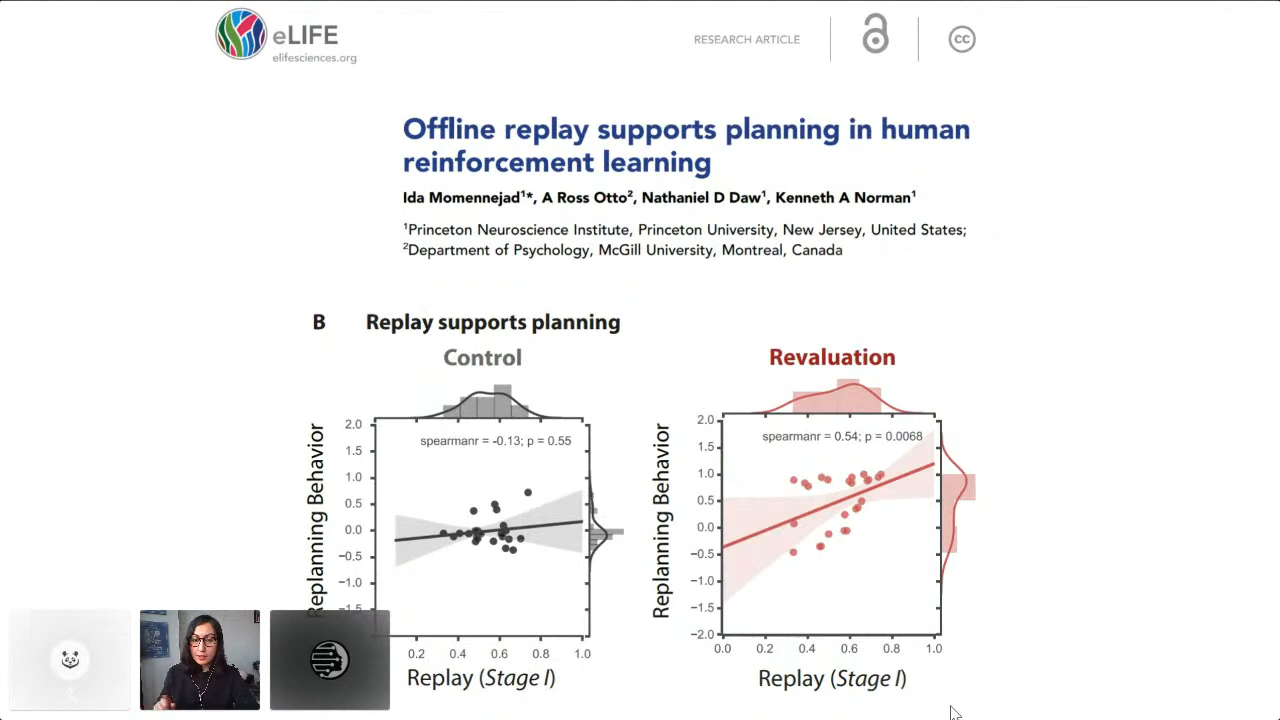 eLIFE
elifesciences.org
RESEARCH ARTICLE
cc
Offline replay supports planning in human
reinforcement learning
Ida Momennejad¹*, A Ross Otto², Nathaniel D Daw¹, Kenneth A Norman¹
¹Princeton Neuroscience Institute, Princeton University, New Jersey, United States;
²Department of Psychology, McGill University, Montreal, Canada
B Replay supports planning
Control
Replanning Behavior
2.0
1.5
1.0
0.5
0.0
−0.5
−1.0
−1.5
spearmanr = -0.13; p = 0.55
0.2 0.4 0.6 0.8 1.0
Replay (Stage I)
Revaluation
Replanning Behavior
2.0
1.5
1.0
0.5
0.0
−0.5
−1.0
−1.5
−2.0
spearmanr = 0.54; p = 0.0068
0.0 0.2 0.4 0.6 0.8 1.0
Replay (Stage I)